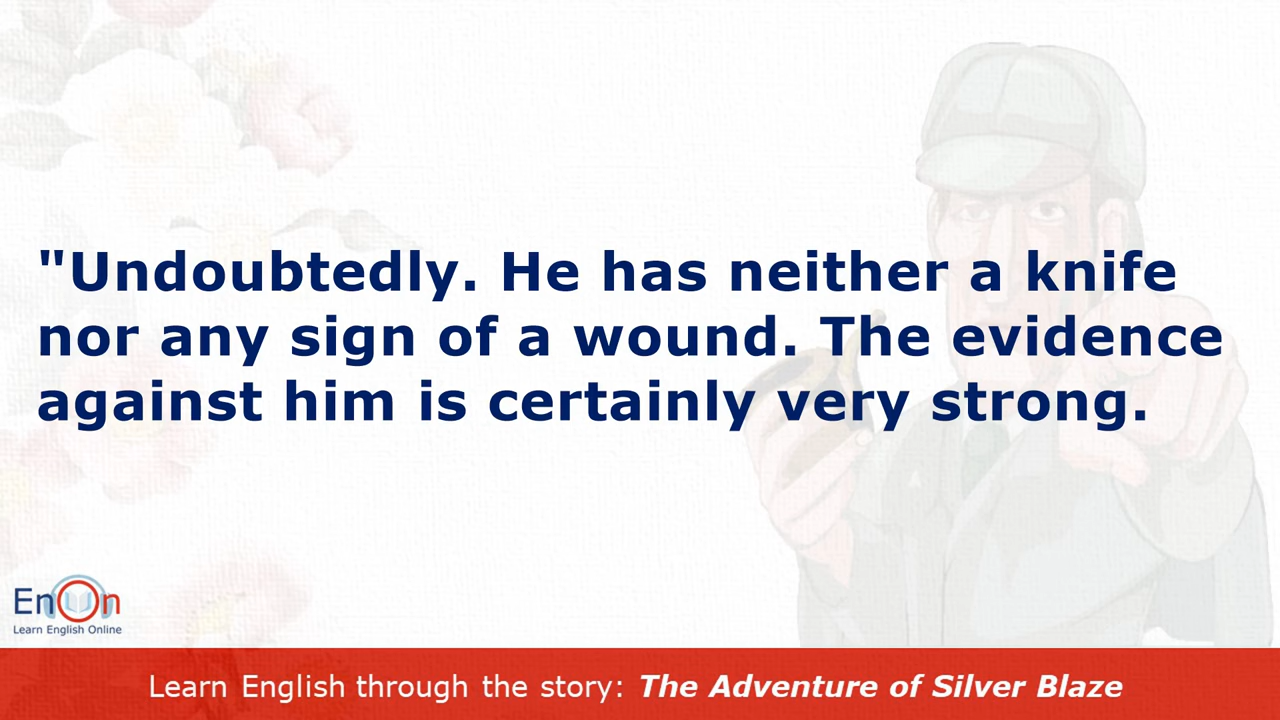 "Undoubtedly. He has neither a knife
nor any sign of a wound. The evidence
against him is certainly very strong.
EnOn
Learn English Online
Learn English through the story: The Adventure of Silver Blaze